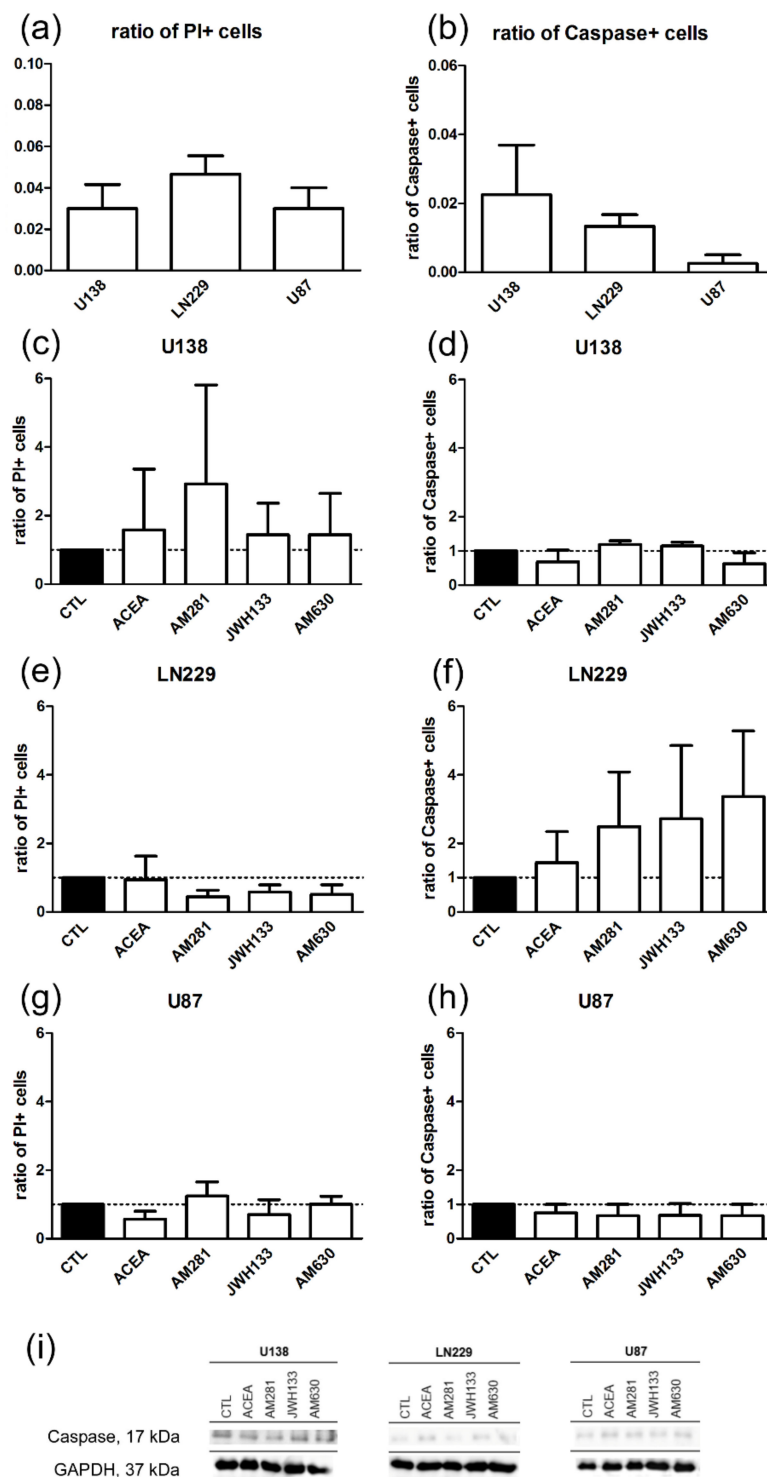 (a) ratio of PI+ cells
0.10
0.08
0.06
0.04
0.02
0.00
U138 LN229 U87
(b) ratio of Caspase+ cells
ratio of Caspase+ cells
0.06
0.04
0.02
0.00
U138 LN229 U87
(c) U138
ratio of PI+ cells
6
4
2
0
CTL ACEA AM281 JWH133 AM630
(d) U138
ratio of Caspase+ cells
6
4
2
1
0
CTL ACEA AM281 JWH133 AM630
(e) LN229
ratio of PI+ cells
6
4
2
0
CTL ACEA AM281 JWH133 AM630
(f) LN229
ratio of Caspase+ cells
6
4
2
1
0
CTL ACEA AM281 JWH133 AM630
(g) U87
ratio of PI+ cells
6
4
2
0
CTL ACEA AM281 JWH133 AM630
(h) U87
ratio of Caspase+ cells
6
4
2
1
0
CTL ACEA AM281 JWH133 AM630
(i) U138 LN229 U87
CTL ACEA AM281 JWH133 AM630 CTL ACEA AM281 JWH133 AM630 CTL ACEA AM281 JWH133 AM630
Caspase, 17 kDa
GAPDH, 37 kDa